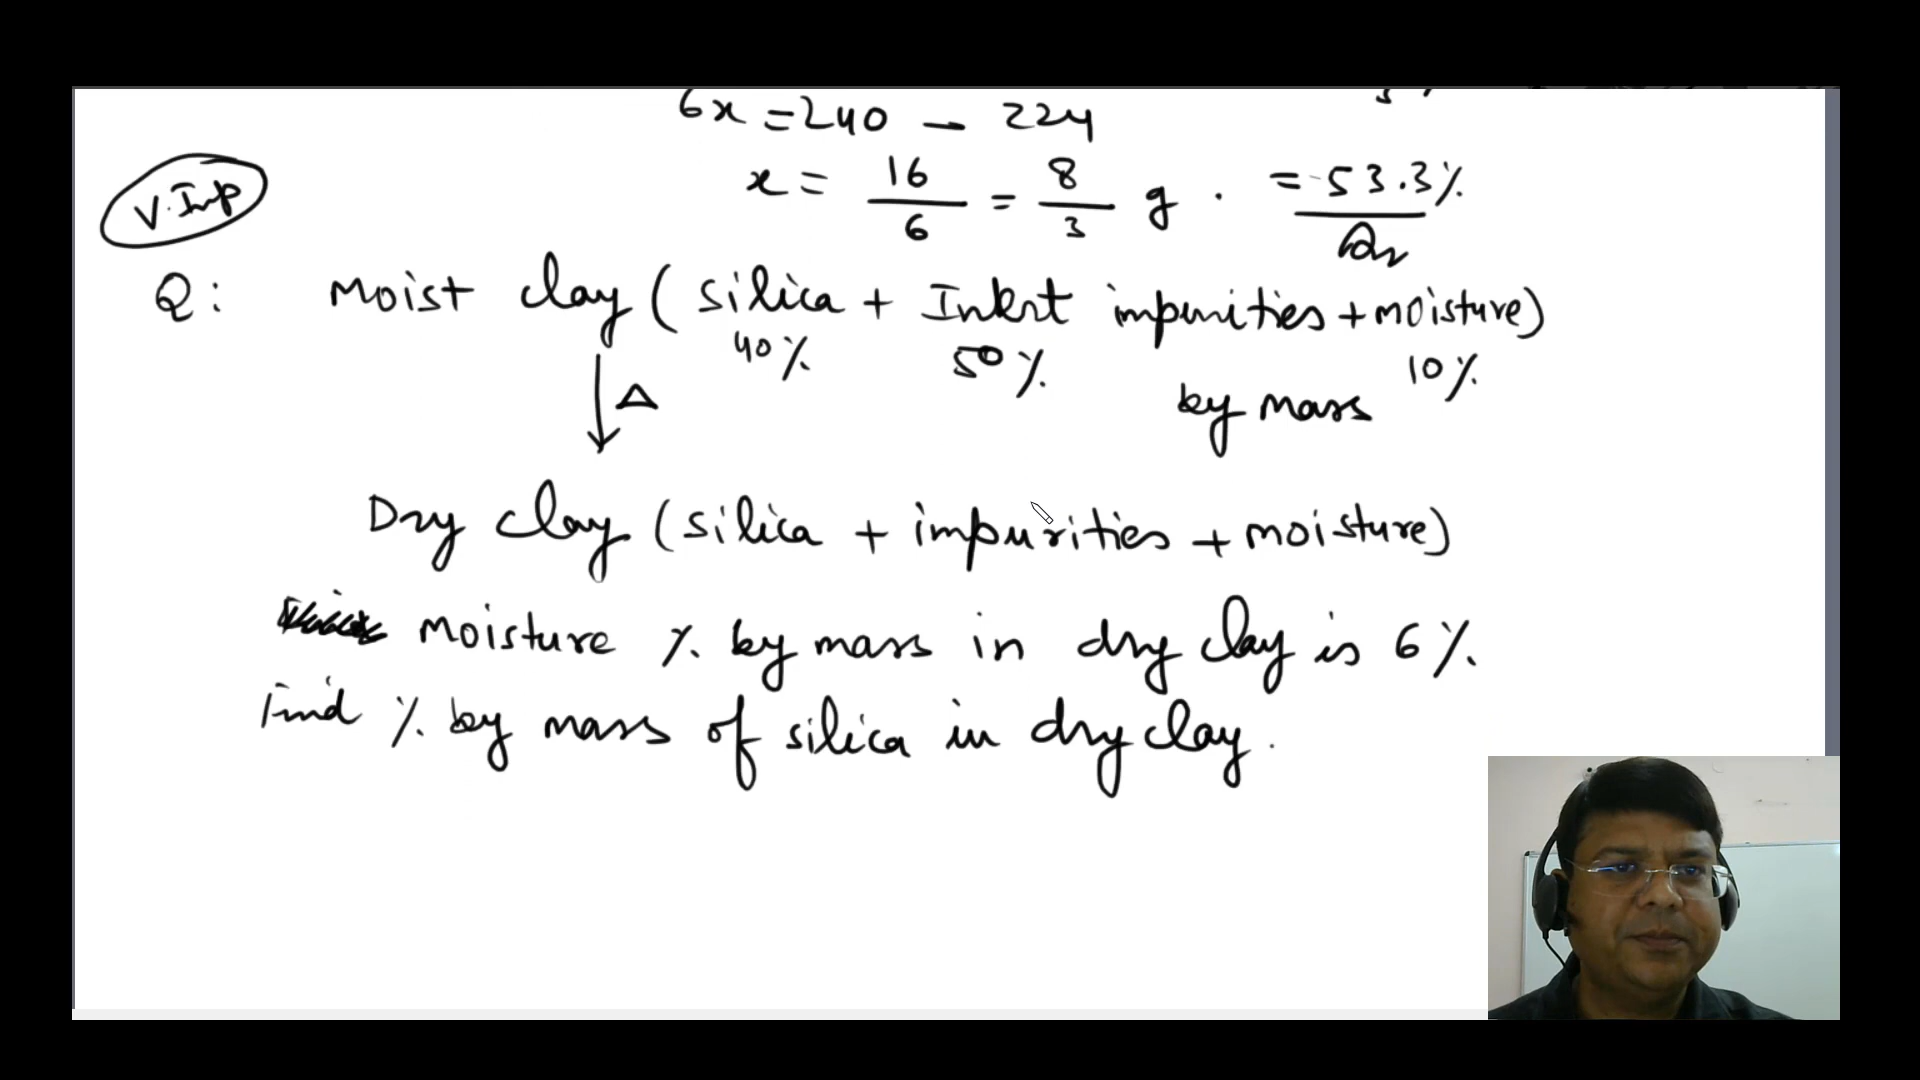 6x = 240 - 224
x = 16/6 = 8/3 g . = 53.3%
V. Imp
Q: Moist clay ( silica + Inert impurities + moisture)
40% 50% 10%
by mass
Δ
Dry clay (silica + impurities + moisture)
moisture % by mass in dry clay is 6%.
Find % by mass of silica in dry clay.